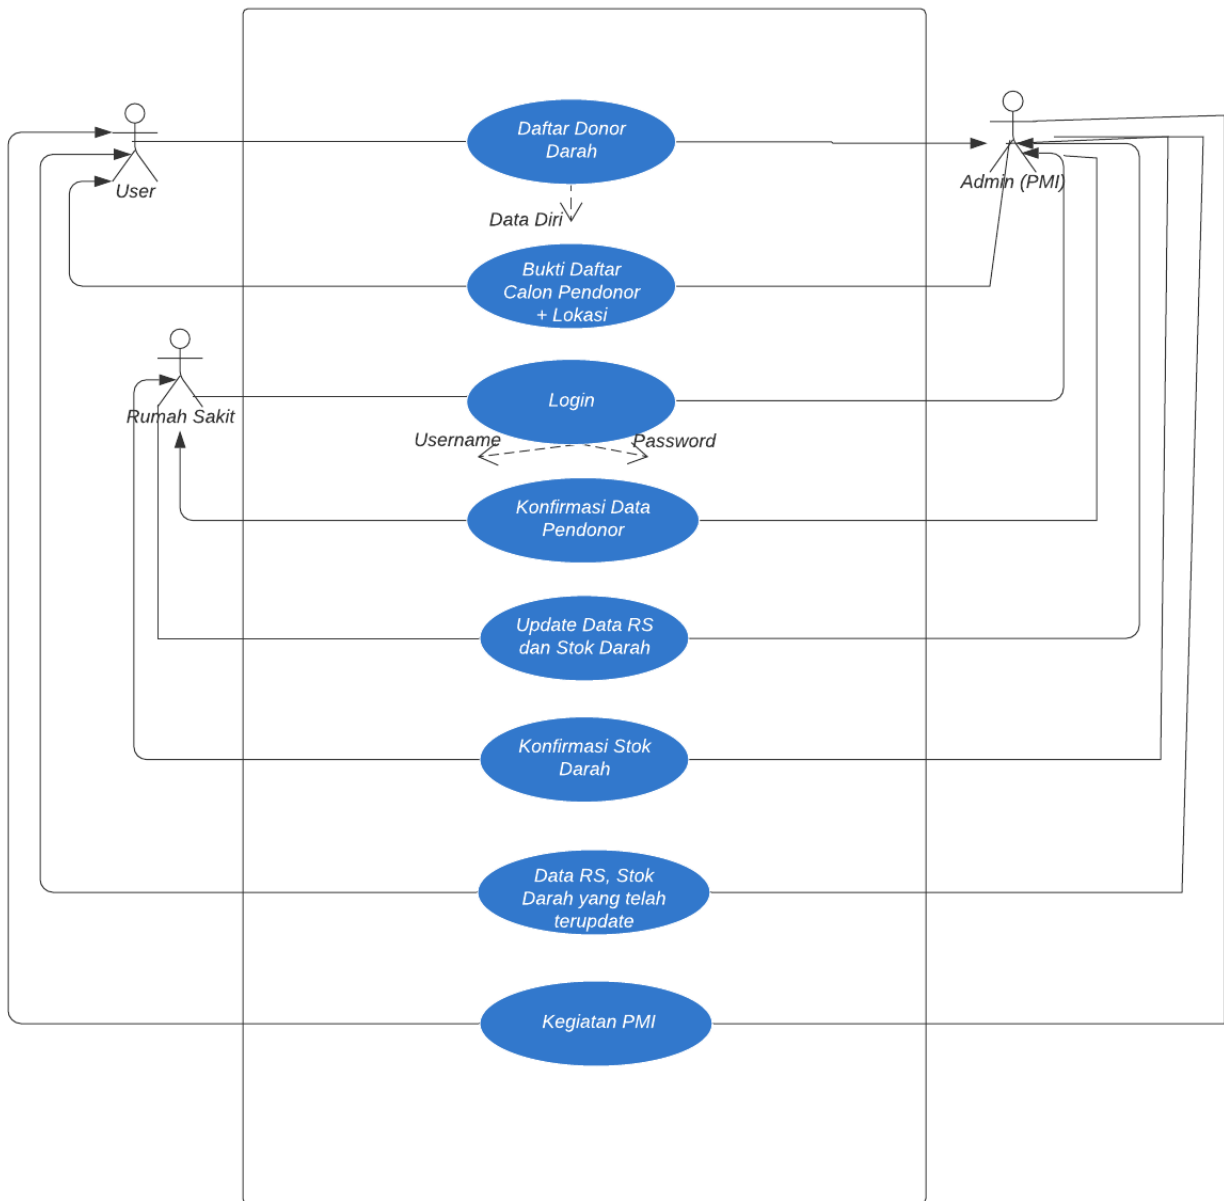 Daftar Donor
Darah
User
Admin (PMI)
Data Diri
Bukti Daftar
Calon Pendonor
+ Lokasi
Login
Rumah Sakit
Username
Password
Konfirmasi Data
Pendonor
Update Data RS
dan Stok Darah
Konfirmasi Stok
Darah
Data RS, Stok
Darah yang telah
terupdate
Kegiatan PMI